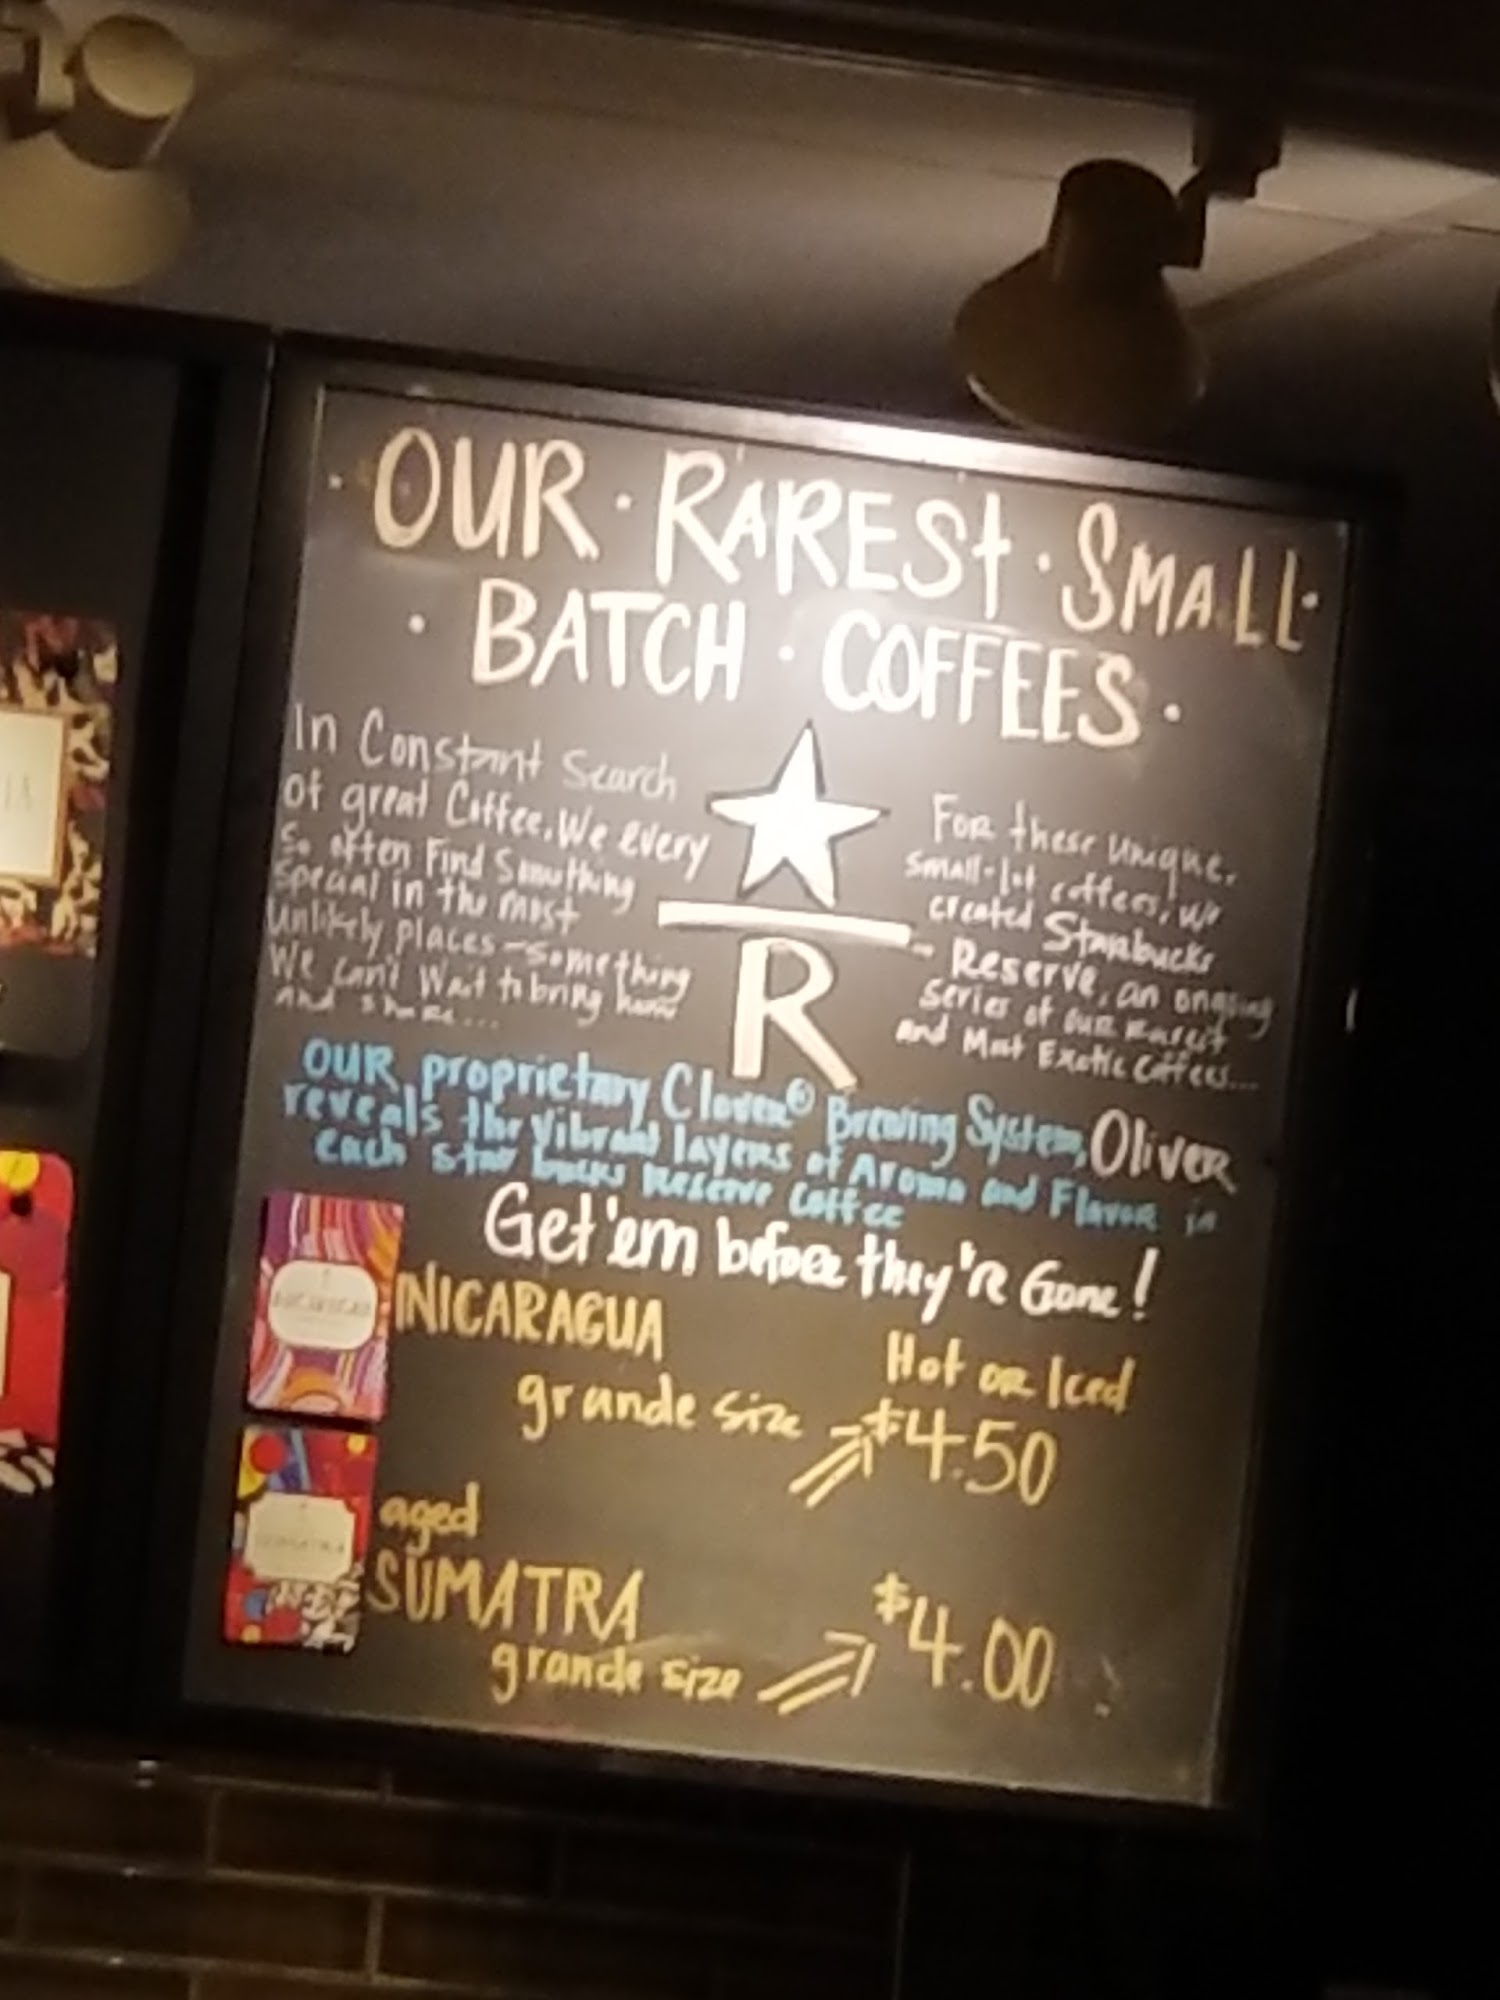 · OUR · RAREST · SMALL ·
· BATCH · COFFEES ·
In Constant Search
of great Coffee, We every
So often Find Something
special in the most
unlikely places - something
We can't Wait to bring home
and share...
R
For these unique,
small-lot coffees, we
created Starbucks
- Reserve, an ongoing
series of our rarest
and Most Exotic Coffees...
OUR proprietary Clover® Brewing System, Oliver
reveals the Vibrant layers of Aroma and Flavor in
each starbucks Reserve coffee
Get 'em before they're Gone!
NICARAGUA
Hot or Iced
grande size $4.50
aged
SUMATRA
grande size $4.00